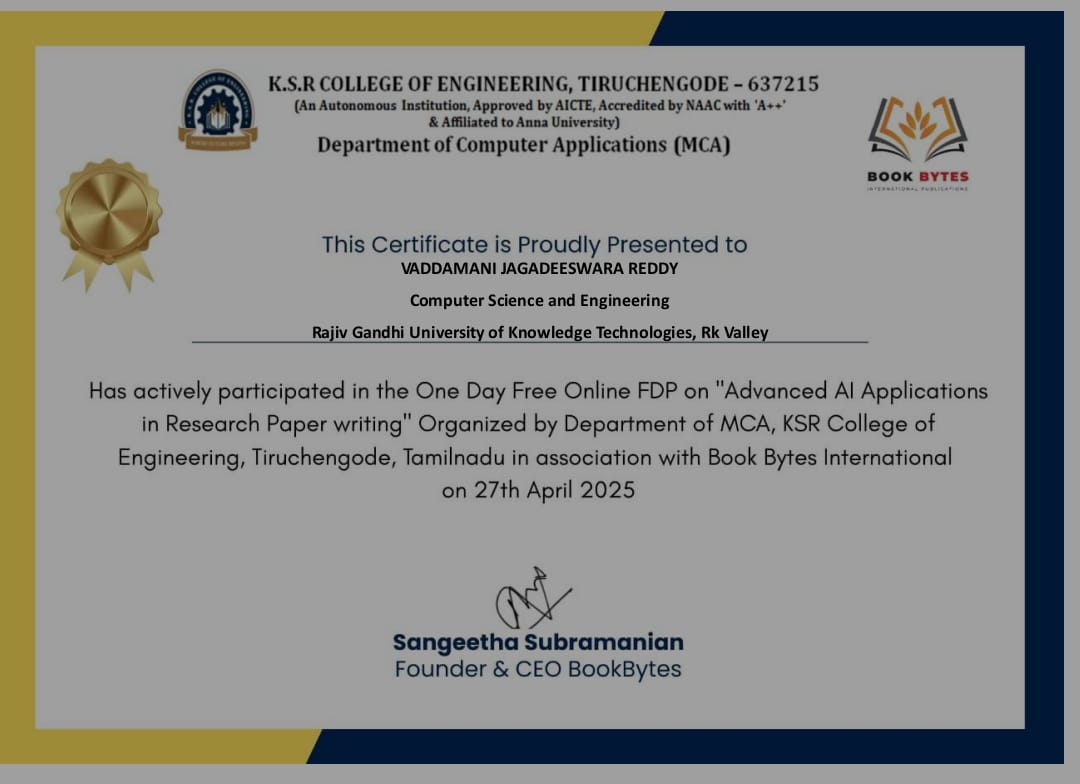 K.S.R COLLEGE OF ENGINEERING, TIRUCHENGODE – 637215
(An Autonomous Institution, Approved by AICTE, Accredited by NAAC with 'A++'
& Affiliated to Anna University)
Department of Computer Applications (MCA)
BOOK BYTES
INTERNATIONAL PUBLICATIONS
This Certificate is Proudly Presented to
VADDAMANI JAGADEESWARA REDDY
Computer Science and Engineering
Rajiv Gandhi University of Knowledge Technologies, Rk Valley
Has actively participated in the One Day Free Online FDP on "Advanced AI Applications
in Research Paper writing" Organized by Department of MCA, KSR College of
Engineering, Tiruchengode, Tamilnadu in association with Book Bytes International
on 27th April 2025
Sangeetha Subramanian
Founder & CEO BookBytes